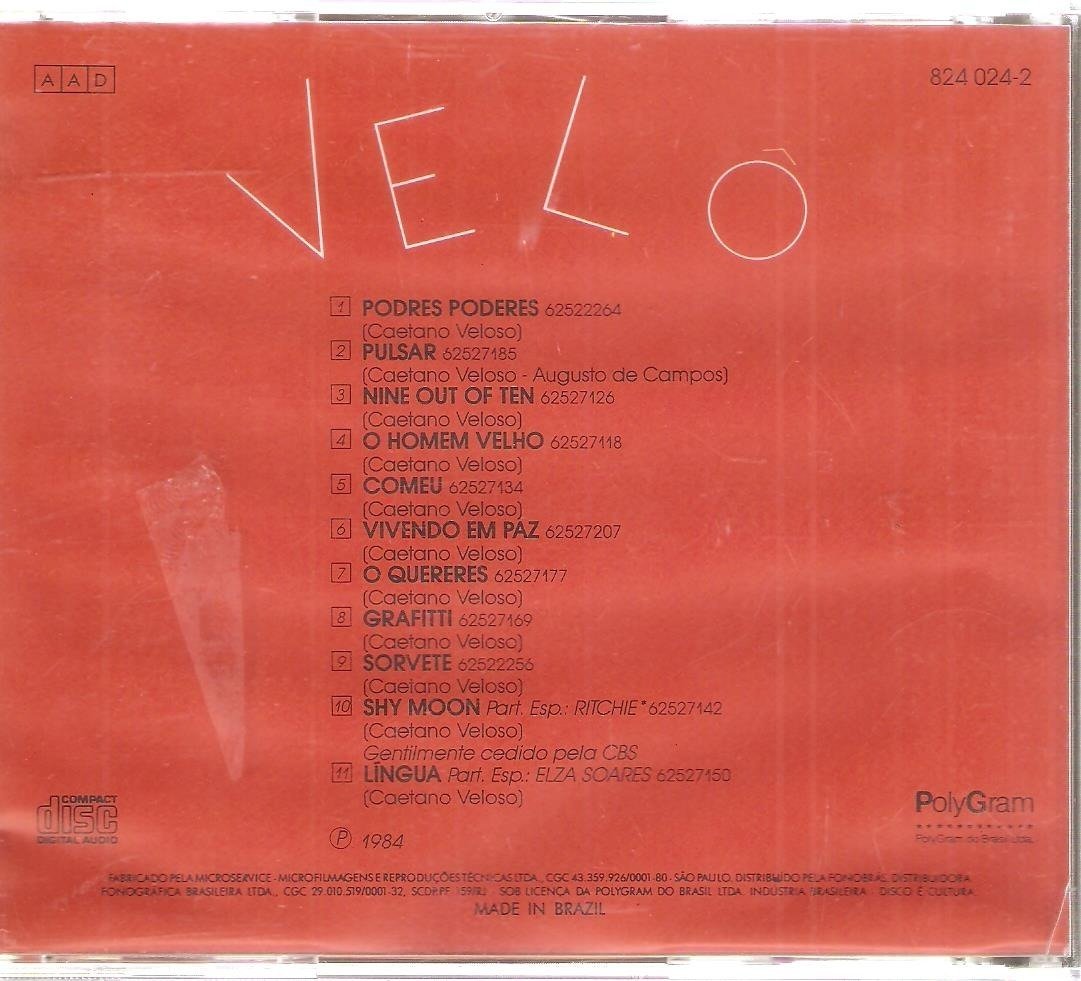 AAD
824 024-2
VELÔ
1 PODRES PODERES 62522264
(Caetano Veloso)
2 PULSAR 62527185
(Caetano Veloso - Augusto de Campos)
3 NINE OUT OF TEN 62527126
(Caetano Veloso)
4 O HOMEM VELHO 62527118
(Caetano Veloso)
5 COMEU 62527134
(Caetano Veloso)
6 VIVENDO EM PAZ 62527207
(Caetano Veloso)
7 O QUERERES 62527177
(Caetano Veloso)
8 GRAFITTI 62527169
(Caetano Veloso)
9 SORVETE 62522256
(Caetano Veloso)
10 SHY MOON Part. Esp.: RITCHIE * 62527142
(Caetano Veloso)
Gentilmente cedido pela CBS
11 LÍNGUA Part. Esp.: ELZA SOARES 62527150
(Caetano Veloso)
COMPACT
disc
DIGITAL AUDIO
PolyGram
PolyGram do Brasil Ltda.
℗ 1984
FABRICADO PELA MICROSERVICE - MICROFILMAGENS E REPRODUÇÕES TÉCNICAS LTDA., CGC 43.359.926/0001-80 - SÃO PAULO, DISTRIBUÍDO PELA FONOBRÁS, DISTRIBUIDORA
FONOGRÁFICA BRASILEIRA LTDA., CGC 29.010.519/0001-32, SCDP.PF 159/RJ - SOB LICENÇA DA POLYGRAM DO BRASIL LTDA. INDÚSTRIA BRASILEIRA - DISCO É CULTURA.
MADE IN BRAZIL